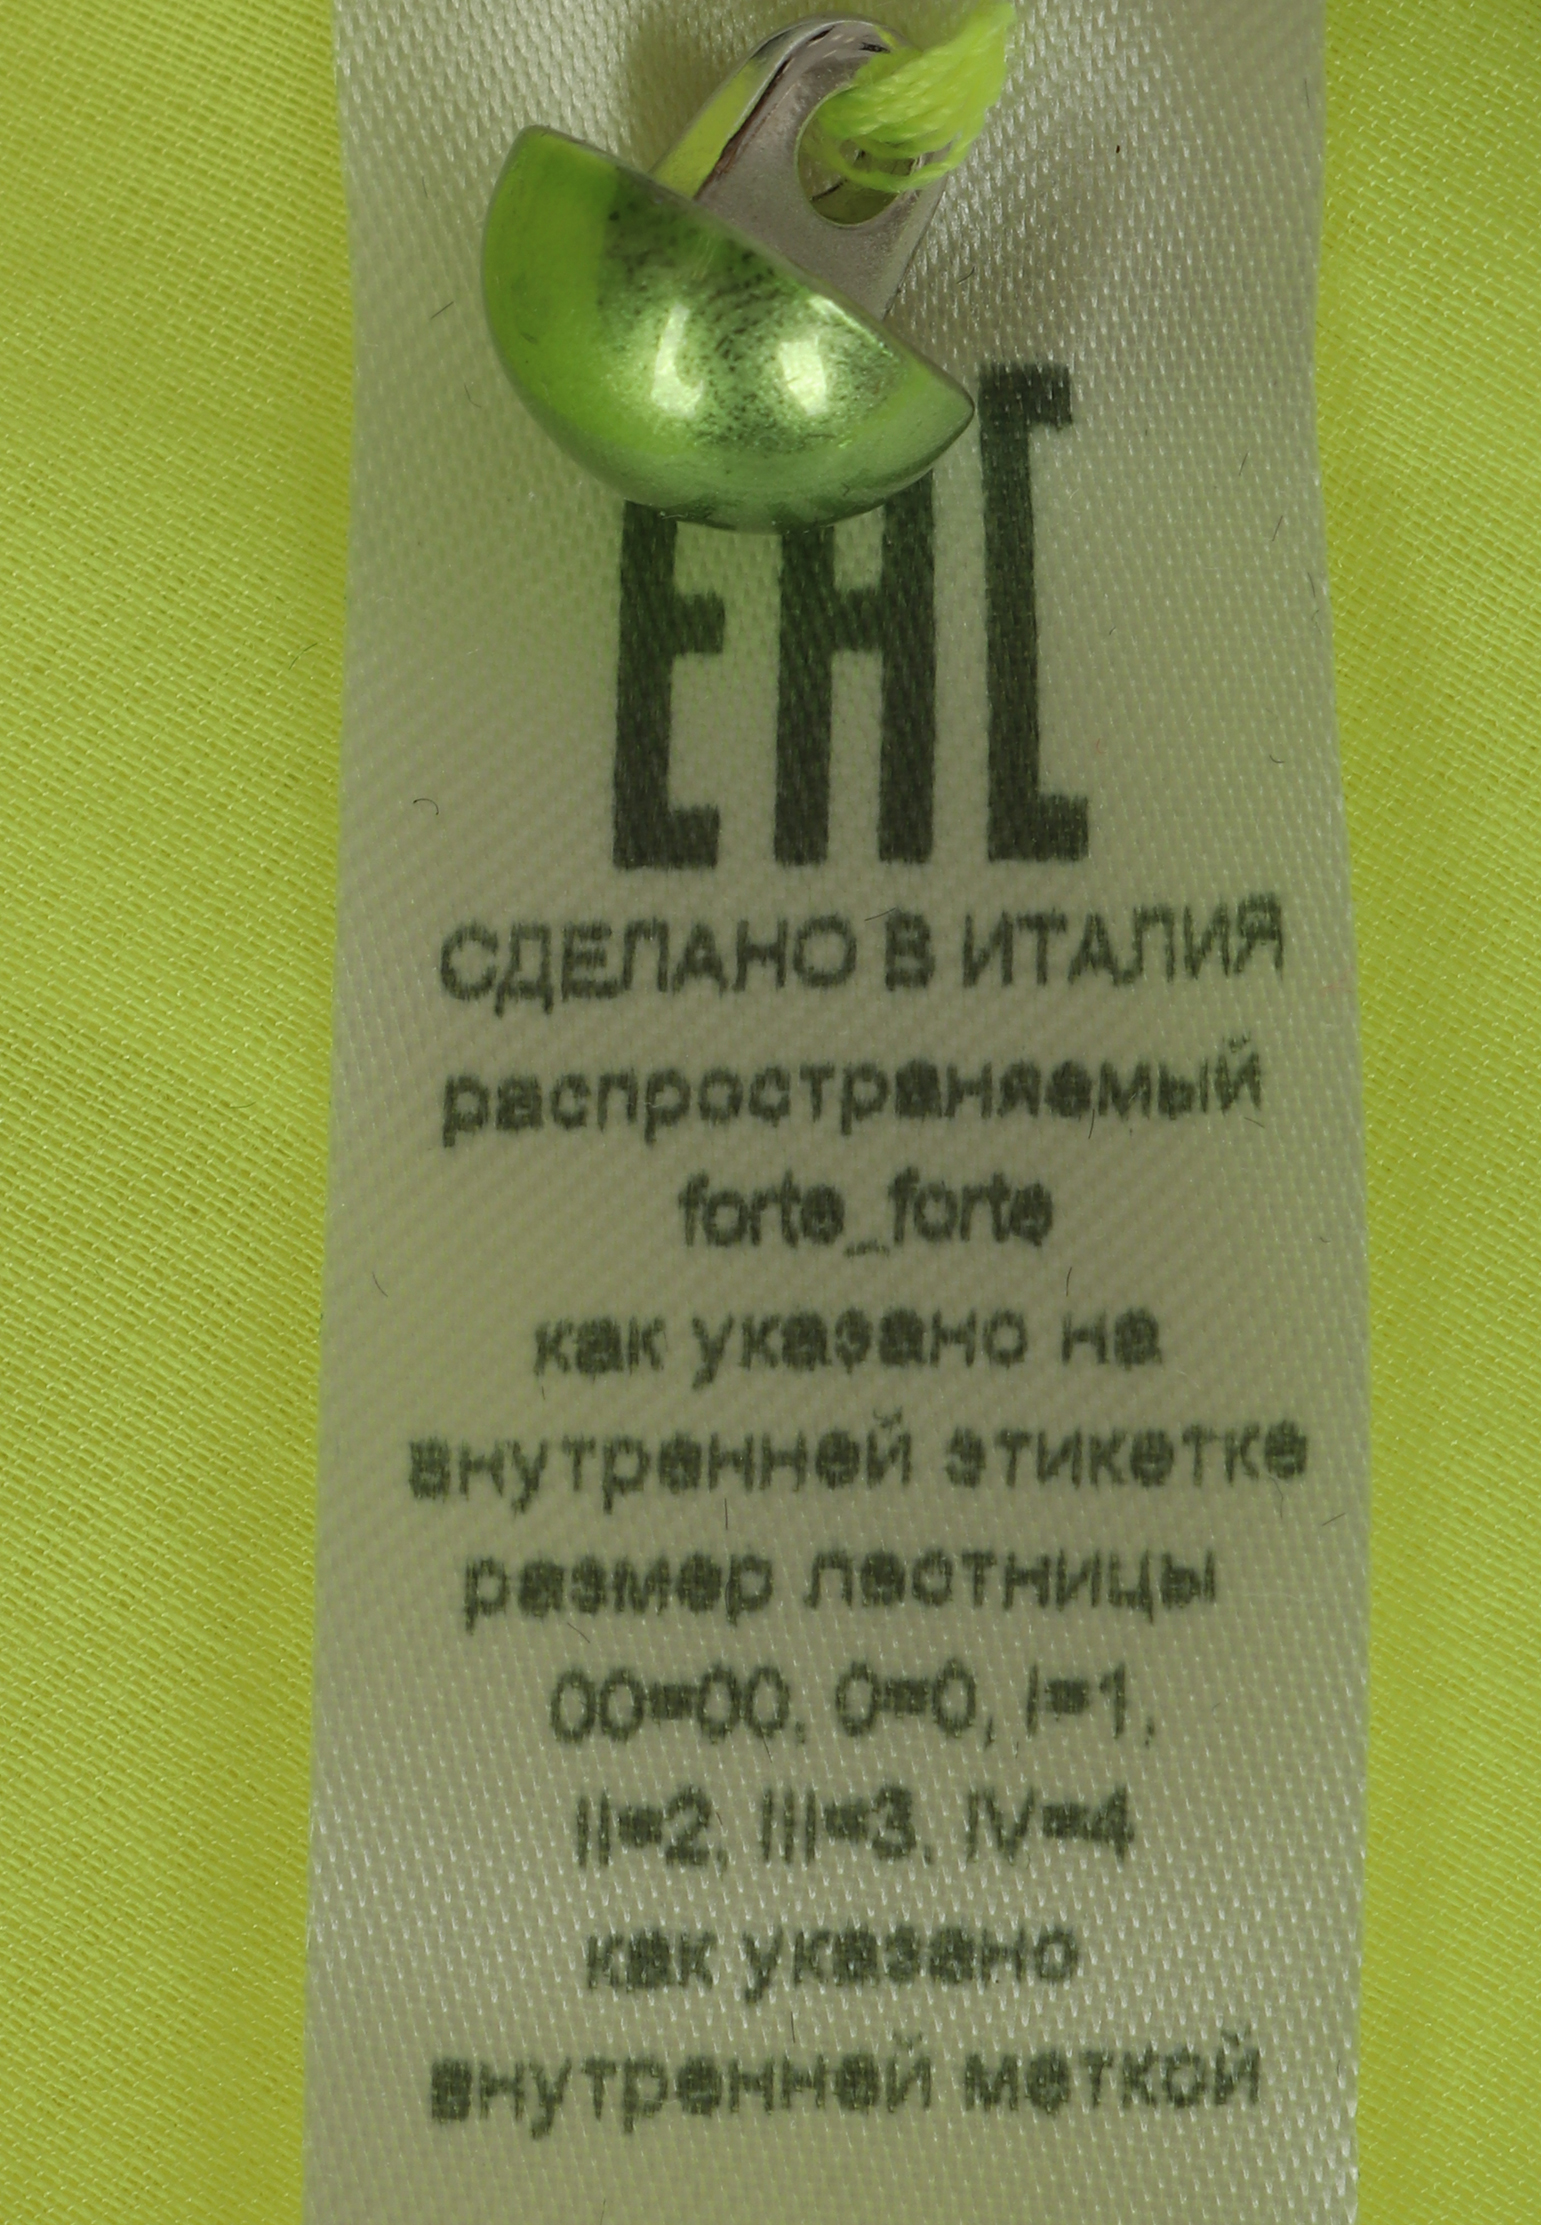 EAC
СДЕЛАНО В ИТАЛИЯ
распространяемый
forte_forte
как указано на
внутренней этикетке
размер лестницы
00=00, 0=0, I=1,
II=2, III=3, IV=4
как указано
внутренней меткой